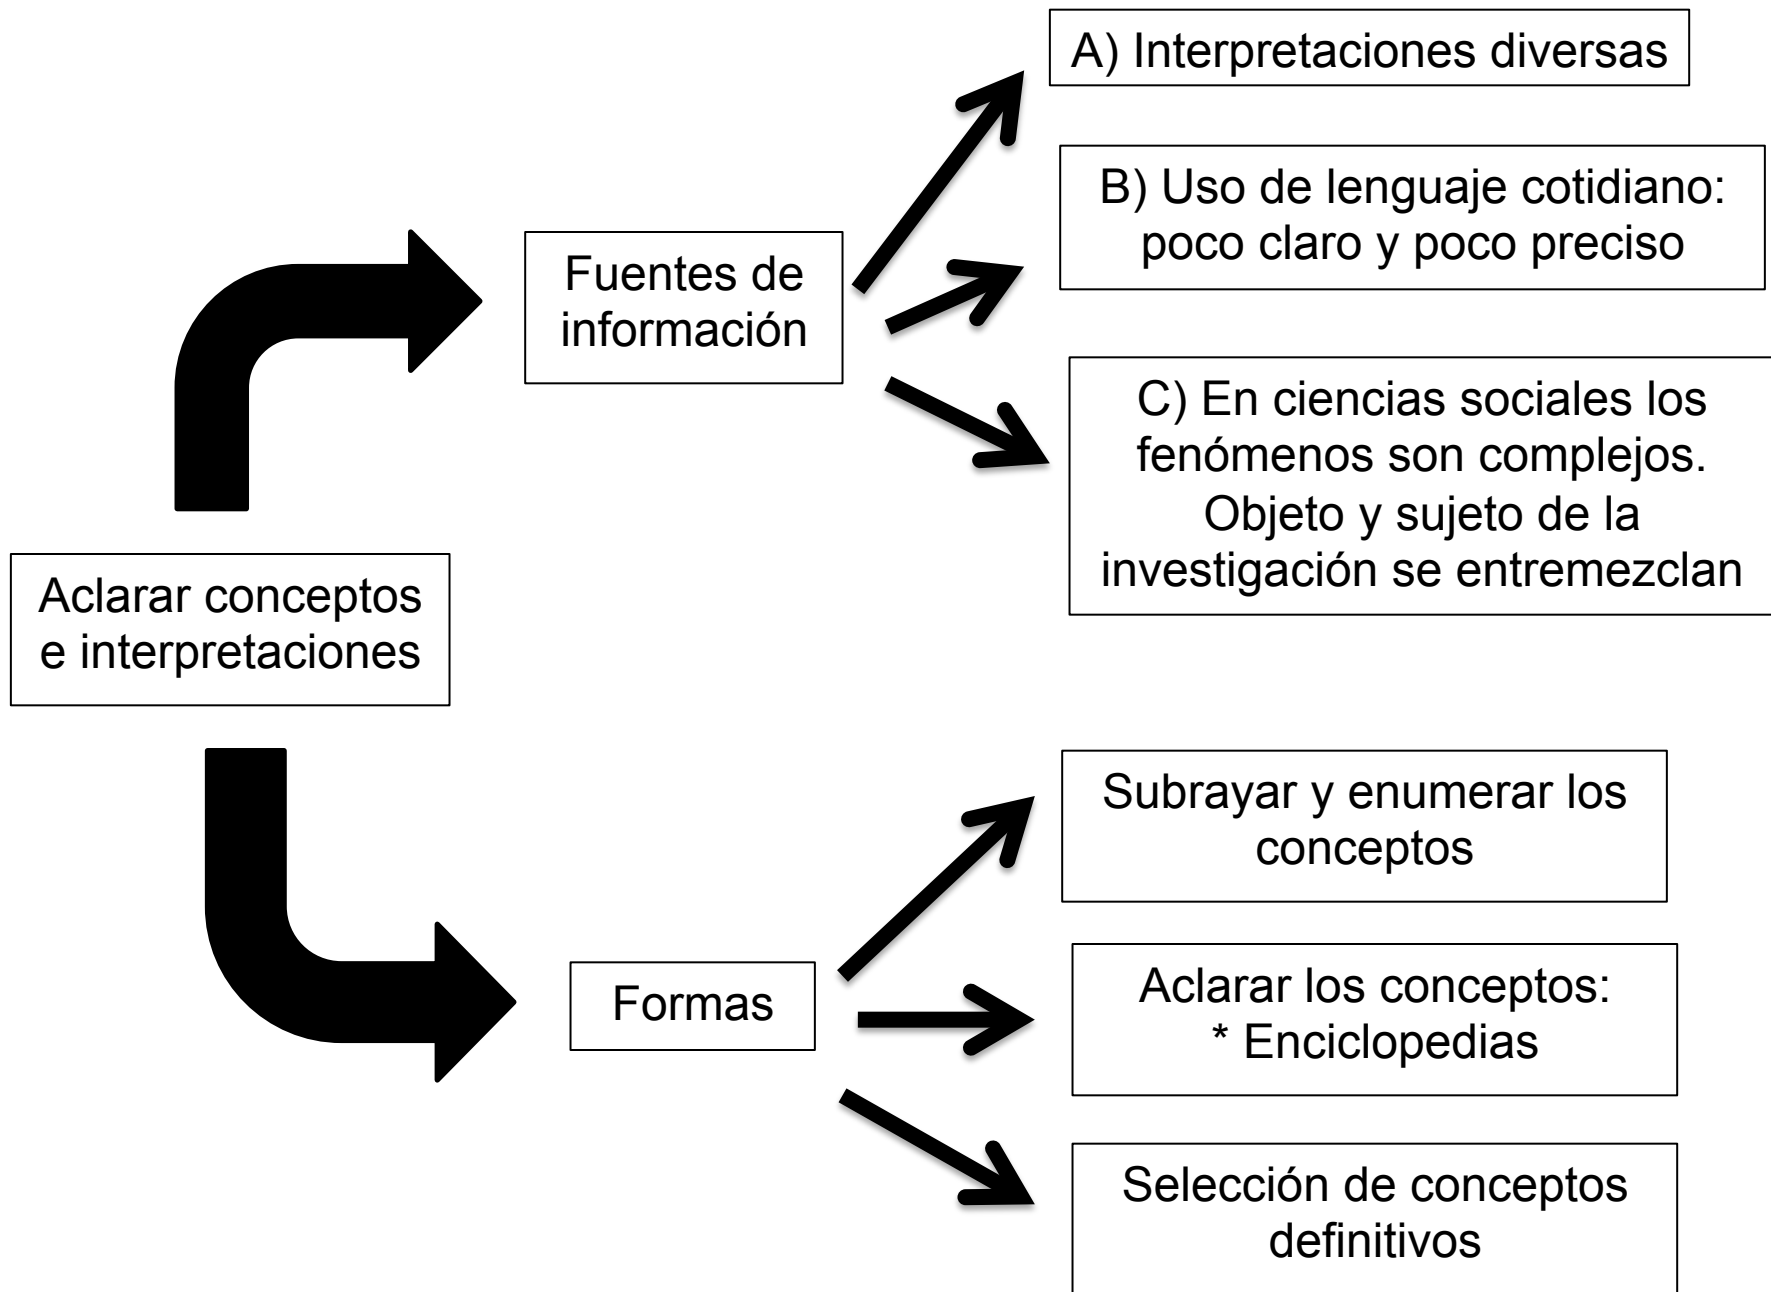 A) Interpretaciones diversas
B) Uso de lenguaje cotidiano:
poco claro y poco preciso
Fuentes de
información
C) En ciencias sociales los
fenómenos son complejos.
Objeto y sujeto de la
investigación se entremezclan
Aclarar conceptos
e interpretaciones
Subrayar y enumerar los
conceptos
Formas
Aclarar los conceptos:
* Enciclopedias
Selección de conceptos
definitivos